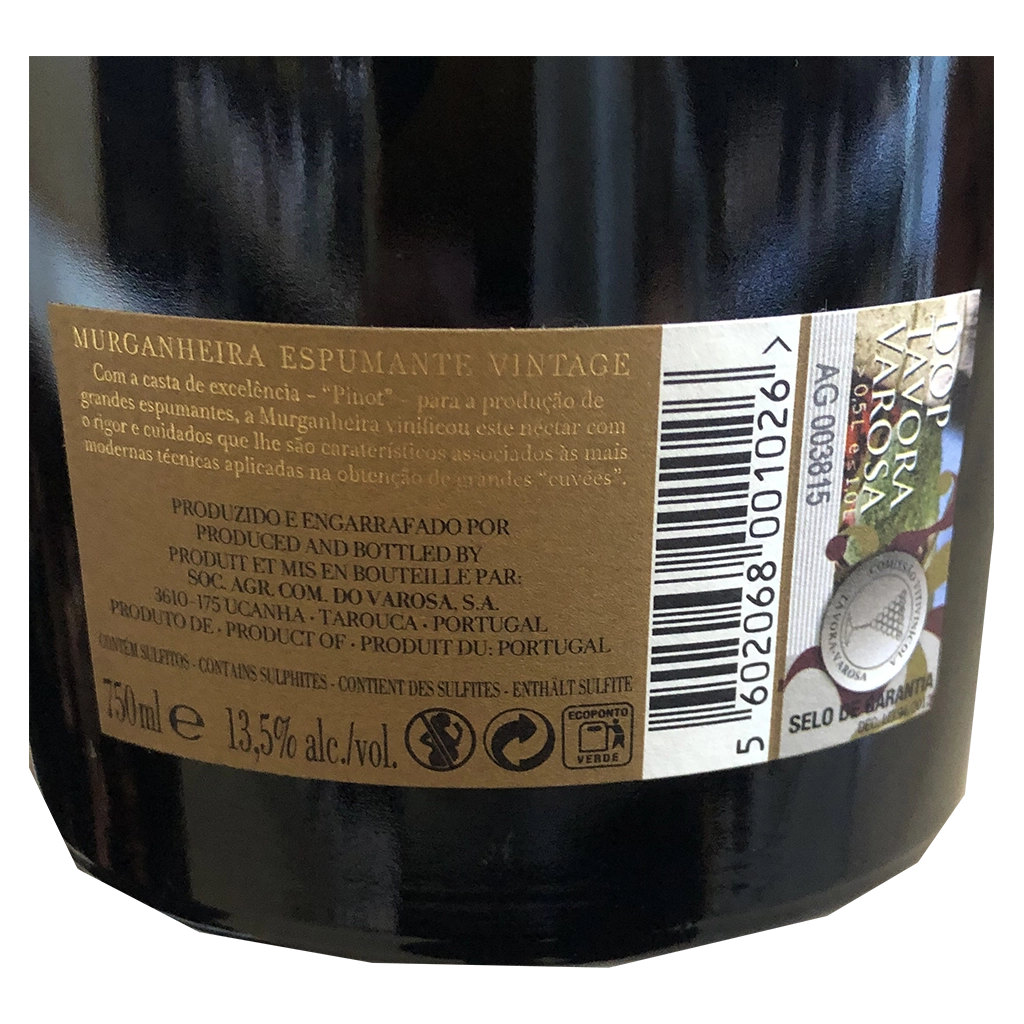 MURGANHEIRA ESPUMANTE VINTAGE
Com a casta de excelência - "Pinot" - para a produção de
grandes espumantes, a Murganheira vinificou este néctar com
o rigor e cuidados que lhe são caraterísticos associados às mais
modernas técnicas aplicadas na obtenção de grandes "cuvées".
PRODUZIDO E ENGARRAFADO POR
PRODUCED AND BOTTLED BY
PRODUIT ET MIS EN BOUTEILLE PAR:
SOC. AGR. COM. DO VAROSA, S.A.
3610-175 UCANHA · TAROUCA · PORTUGAL
PRODUTO DE · PRODUCT OF · PRODUIT DU: PORTUGAL
CONTÉM SULFITOS - CONTAINS SULPHITES - CONTIENT DES SULFITES - ENTHÄLT SULFITE
750ml e 13,5% alc./vol.
ECOPONTO
VERDE
5 602068 001026 >
AG 003815
DOP
TAVORA
VAROSA
COMISSÃO VITIVINÍCOLA
TAVORA-VAROSA
SELO DE GARANTIA